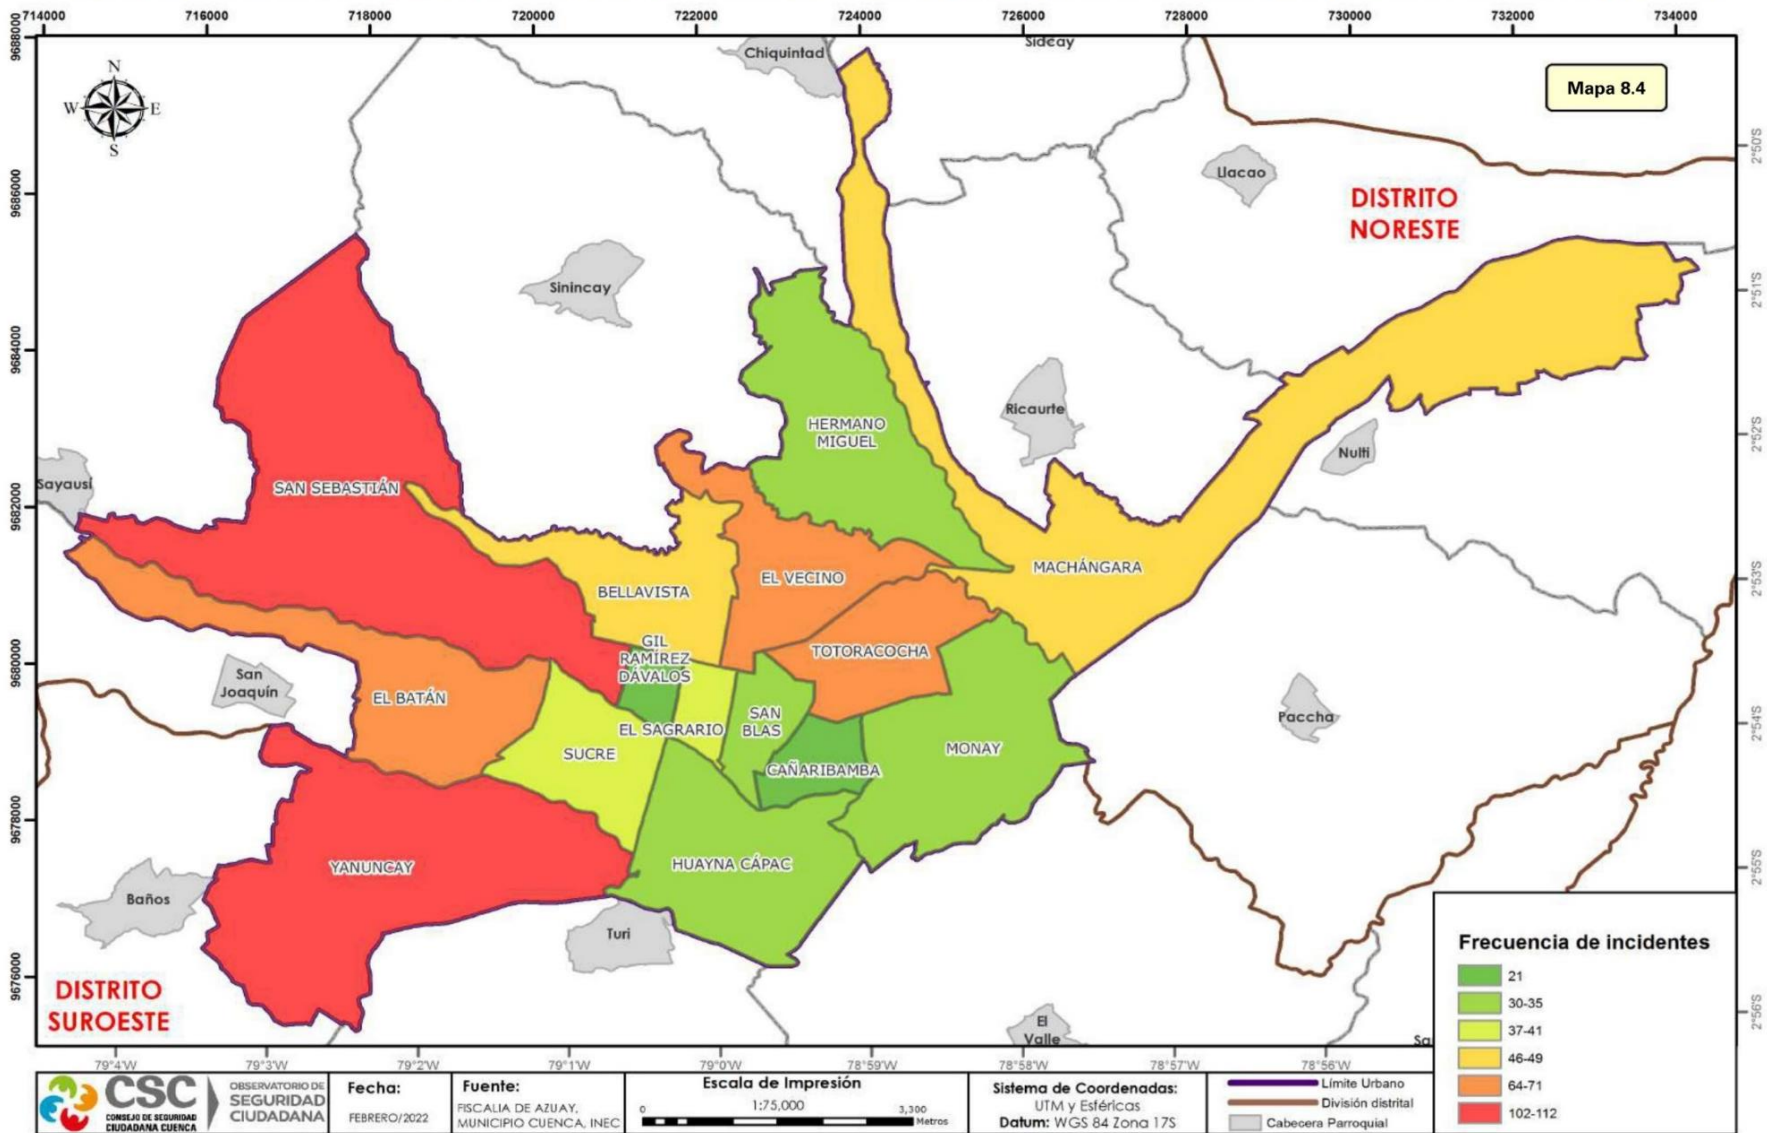 714000 716000 718000 720000 722000 724000 726000 728000 730000 732000 734000
9688000
9686000
9684000
9682000
9680000
9678000
9676000
N
W E
S
Chiquintad
Sidcay
Mapa 8.4
2°50'S
Llacao
DISTRITO
NORESTE
Sinincay
2°51'S
Ricaurte
HERMANO
MIGUEL
2°52'S
Nulti
Sayausí
SAN SEBASTIÁN
MACHÁNGARA
EL VECINO
2°53'S
BELLAVISTA
GIL
RAMÍREZ
DÁVALOS
TOTORACOCHA
San
Joaquín
EL BATÁN
Paccha
2°54'S
EL SAGRARIO
SAN
BLAS
SUCRE
MONAY
CAÑARIBAMBA
YANUNCAY
HUAYNA CÁPAC
2°55'S
Baños
Turi
DISTRITO
SUROESTE
El
Valle
Sa
2°56'S
Frecuencia de incidentes
21
30-35
37-41
46-49
64-71
102-112
79°4'W 79°3'W 79°2'W 79°1'W 79°0'W 78°59'W 78°58'W 78°57'W 78°56'W
CSC
CONSEJO DE SEGURIDAD
CIUDADANA CUENCA
OBSERVATORIO DE
SEGURIDAD
CIUDADANA
Fecha:
FEBRERO/2022
Fuente:
FISCALIA DE AZUAY,
MUNICIPIO CUENCA, INEC
Escala de Impresión
1:75,000
0 3,300
Metros
Sistema de Coordenadas:
UTM y Esféricas
Datum: WGS 84 Zona 17S
Límite Urbano
División distrital
Cabecera Parroquial